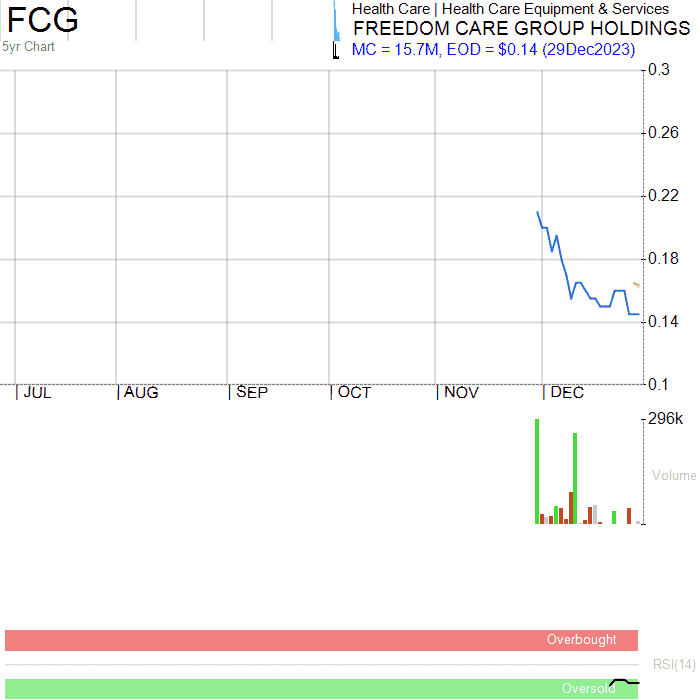 FCG
5yr Chart
Health Care | Health Care Equipment & Services
FREEDOM CARE GROUP HOLDINGS
MC = 15.7M, EOD = $0.14 (29Dec2023)
0.3
0.26
0.22
0.18
0.14
0.1
JUL
AUG
SEP
OCT
NOV
DEC
296k
Volume
Overbought
RSI(14)
Oversold